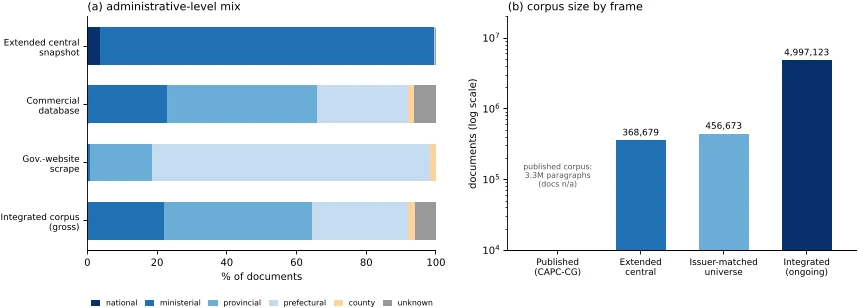 (a) administrative-level mix
Extended central
snapshot
Commercial
database
Gov.-website
scrape
Integrated corpus
(gross)
0
20
40
60
80
100
% of documents
national
ministerial
provincial
prefectural
county
unknown
(b) corpus size by frame
documents (log scale)
10⁷
10⁶
10⁵
10⁴
published corpus:
3.3M paragraphs
(docs n/a)
368,679
456,673
4,997,123
Published
(CAPC-CG)
Extended
central
Issuer-matched
universe
Integrated
(ongoing)